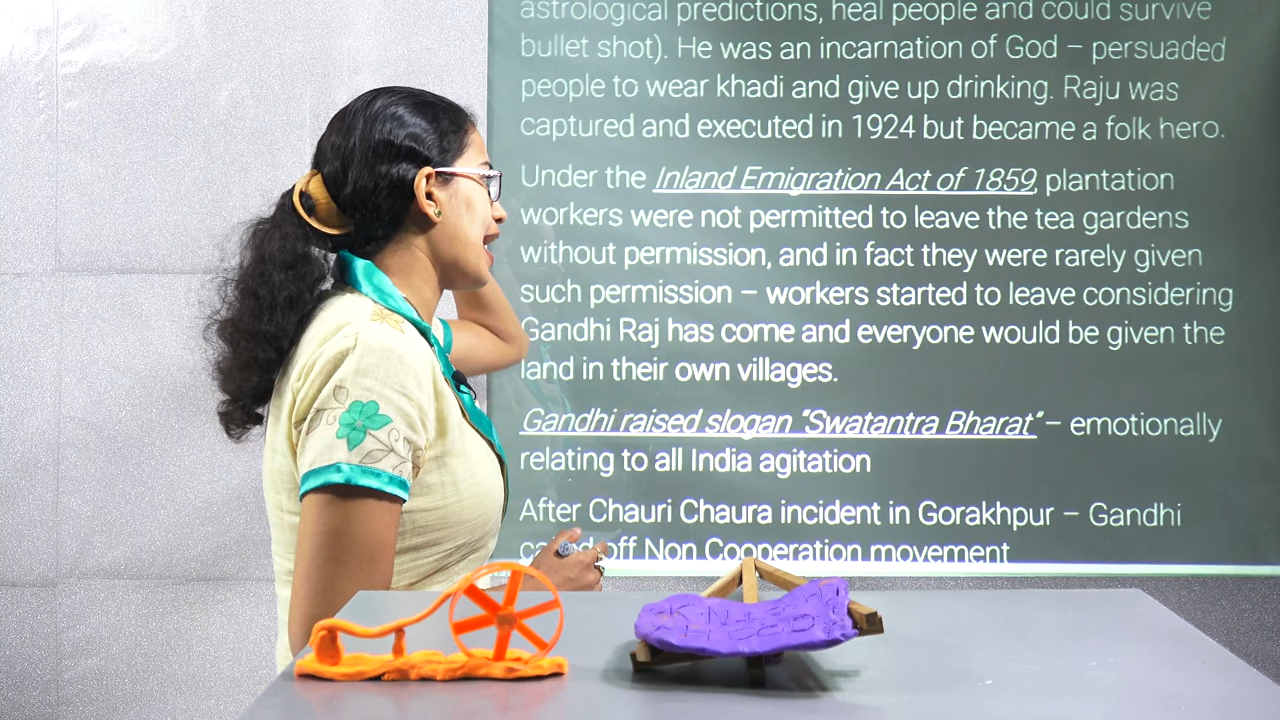 astrological predictions, heal people and could survive
bullet shot). He was an incarnation of God – persuaded
people to wear khadi and give up drinking. Raju was
captured and executed in 1924 but became a folk hero.
Under the Inland Emigration Act of 1859, plantation
workers were not permitted to leave the tea gardens
without permission, and in fact they were rarely given
such permission – workers started to leave considering
Gandhi Raj has come and everyone would be given the
land in their own villages.
Gandhi raised slogan “Swatantra Bharat” – emotionally
relating to all India agitation
After Chauri Chaura incident in Gorakhpur – Gandhi
off Non Cooperation movement